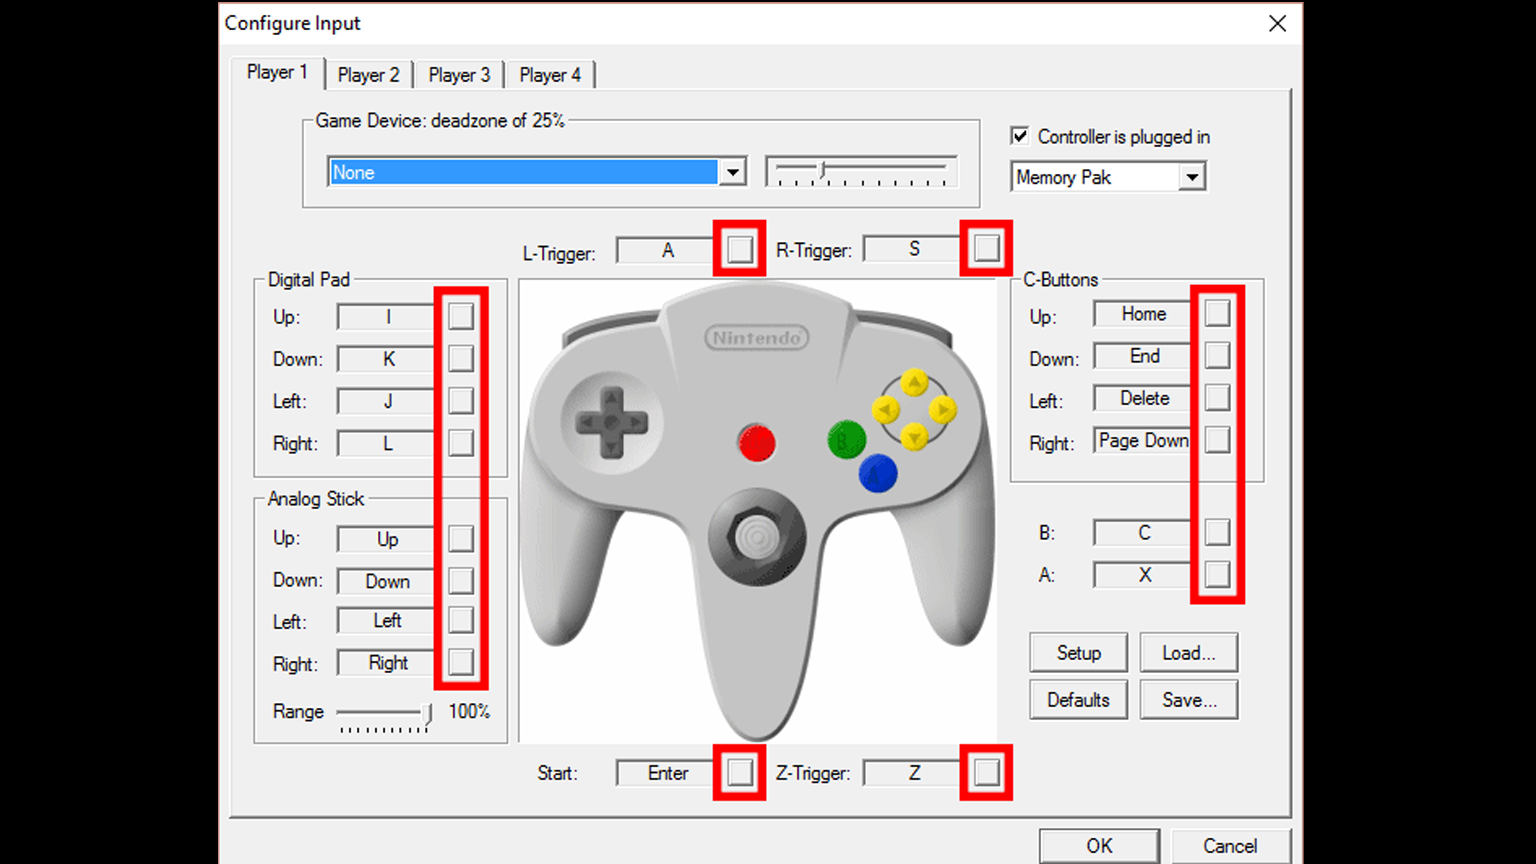 Configure Input
Player 1 Player 2 Player 3 Player 4
Game Device: deadzone of 25%
None
Controller is plugged in
Memory Pak
L-Trigger: A
R-Trigger: S
Digital Pad
Up: I
Down: K
Left: J
Right: L
Analog Stick
Up: Up
Down: Down
Left: Left
Right: Right
Range 100%
Nintendo
B
A
C-Buttons
Up: Home
Down: End
Left: Delete
Right: Page Down
B: C
A: X
Setup Load...
Defaults Save...
Start: Enter
Z-Trigger: Z
OK Cancel